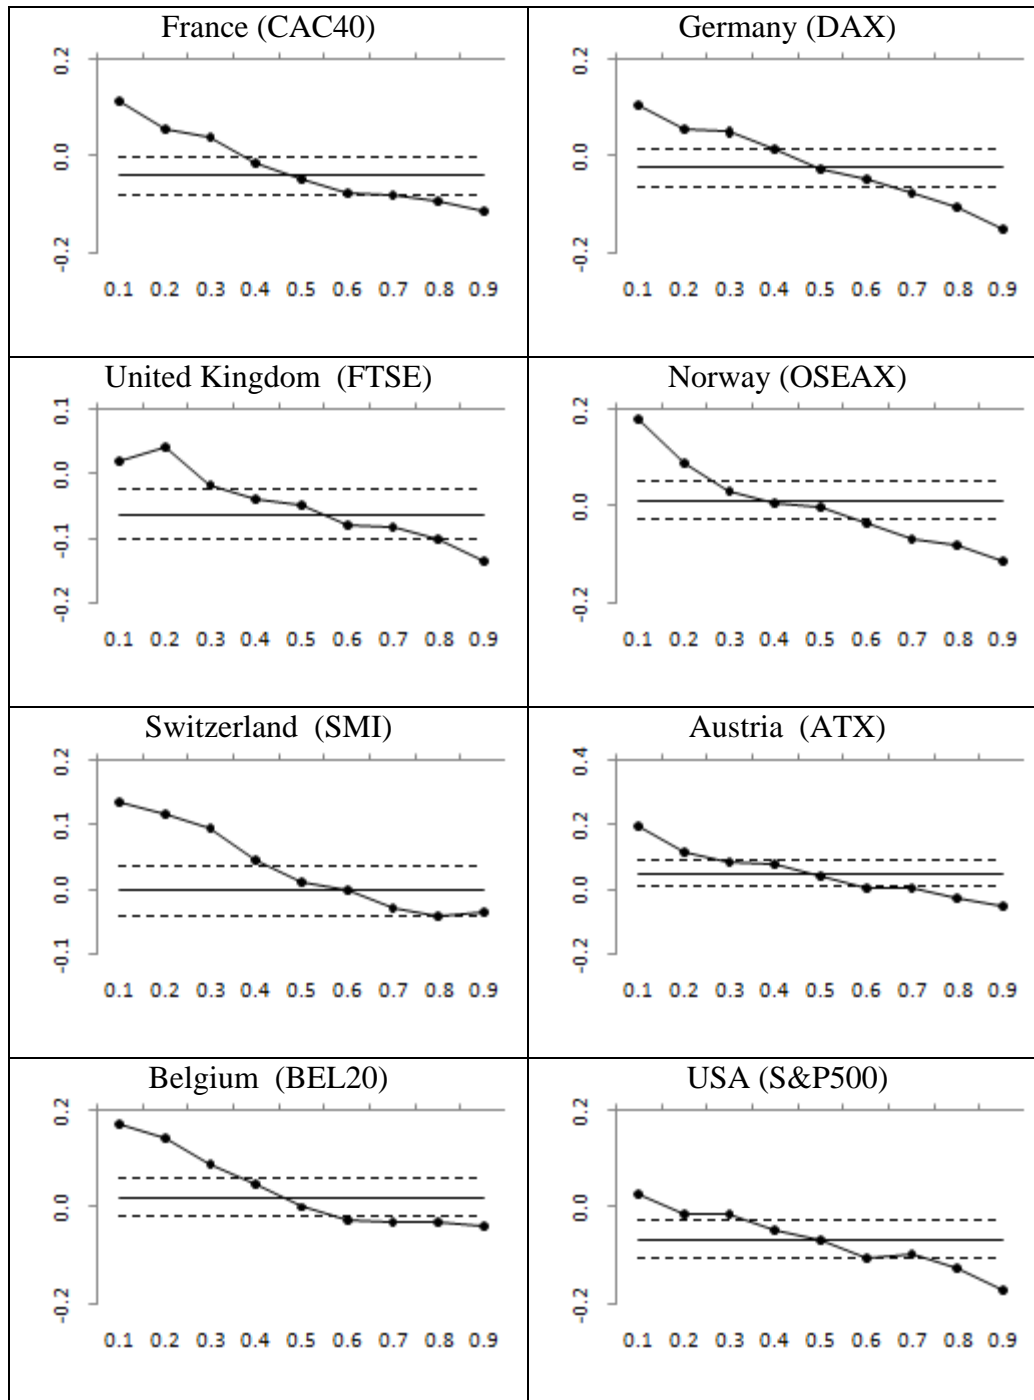 France (CAC40)
0.2
0.0
-0.2
0.1 0.2 0.3 0.4 0.5 0.6 0.7 0.8 0.9
Germany (DAX)
0.2
0.0
-0.2
0.1 0.2 0.3 0.4 0.5 0.6 0.7 0.8 0.9
United Kingdom (FTSE)
0.1
0.0
-0.1
-0.2
0.1 0.2 0.3 0.4 0.5 0.6 0.7 0.8 0.9
Norway (OSEAX)
0.2
0.0
-0.2
0.1 0.2 0.3 0.4 0.5 0.6 0.7 0.8 0.9
Switzerland (SMI)
0.2
0.1
0.0
-0.1
0.1 0.2 0.3 0.4 0.5 0.6 0.7 0.8 0.9
Austria (ATX)
0.4
0.2
0.0
-0.2
0.1 0.2 0.3 0.4 0.5 0.6 0.7 0.8 0.9
Belgium (BEL20)
0.2
0.0
-0.2
0.1 0.2 0.3 0.4 0.5 0.6 0.7 0.8 0.9
USA (S&P500)
0.2
0.0
-0.2
0.1 0.2 0.3 0.4 0.5 0.6 0.7 0.8 0.9